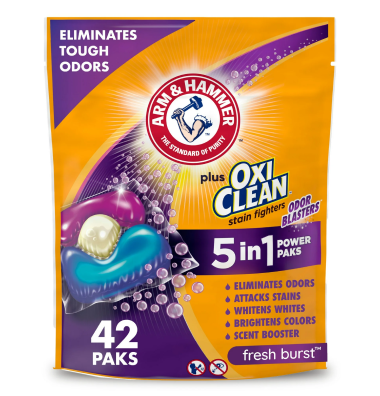 ELIMINATES
TOUGH
ODORS
ARM & HAMMER
THE STANDARD OF PURITY
plus OXI
CLEAN™
stain fighters
ODOR
BLASTERS
5 in 1 POWER
PAKS
ELIMINATES ODORS
ATTACKS STAINS
WHITENS WHITES
BRIGHTENS COLORS
SCENT BOOSTER
42
PAKS
fresh burst™